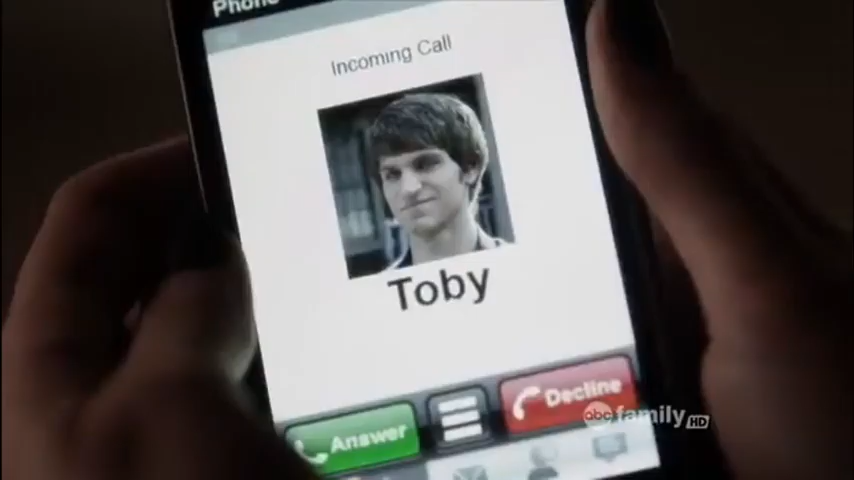 Phone
Incoming Call
Toby
Answer
Decline
abc family HD